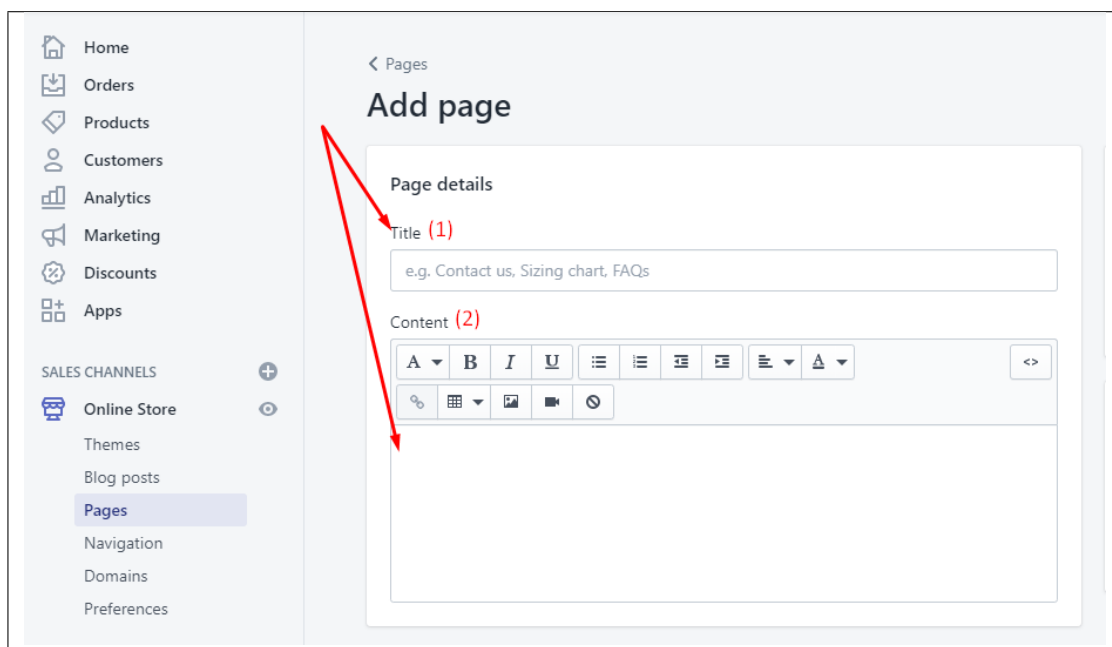 Home
Orders
Products
Customers
Analytics
Marketing
Discounts
Apps
SALES CHANNELS
Online Store
Themes
Blog posts
Pages
Navigation
Domains
Preferences
Pages
Add page
Page details
Title (1)
e.g. Contact us, Sizing chart, FAQs
Content (2)
A B I U A <>